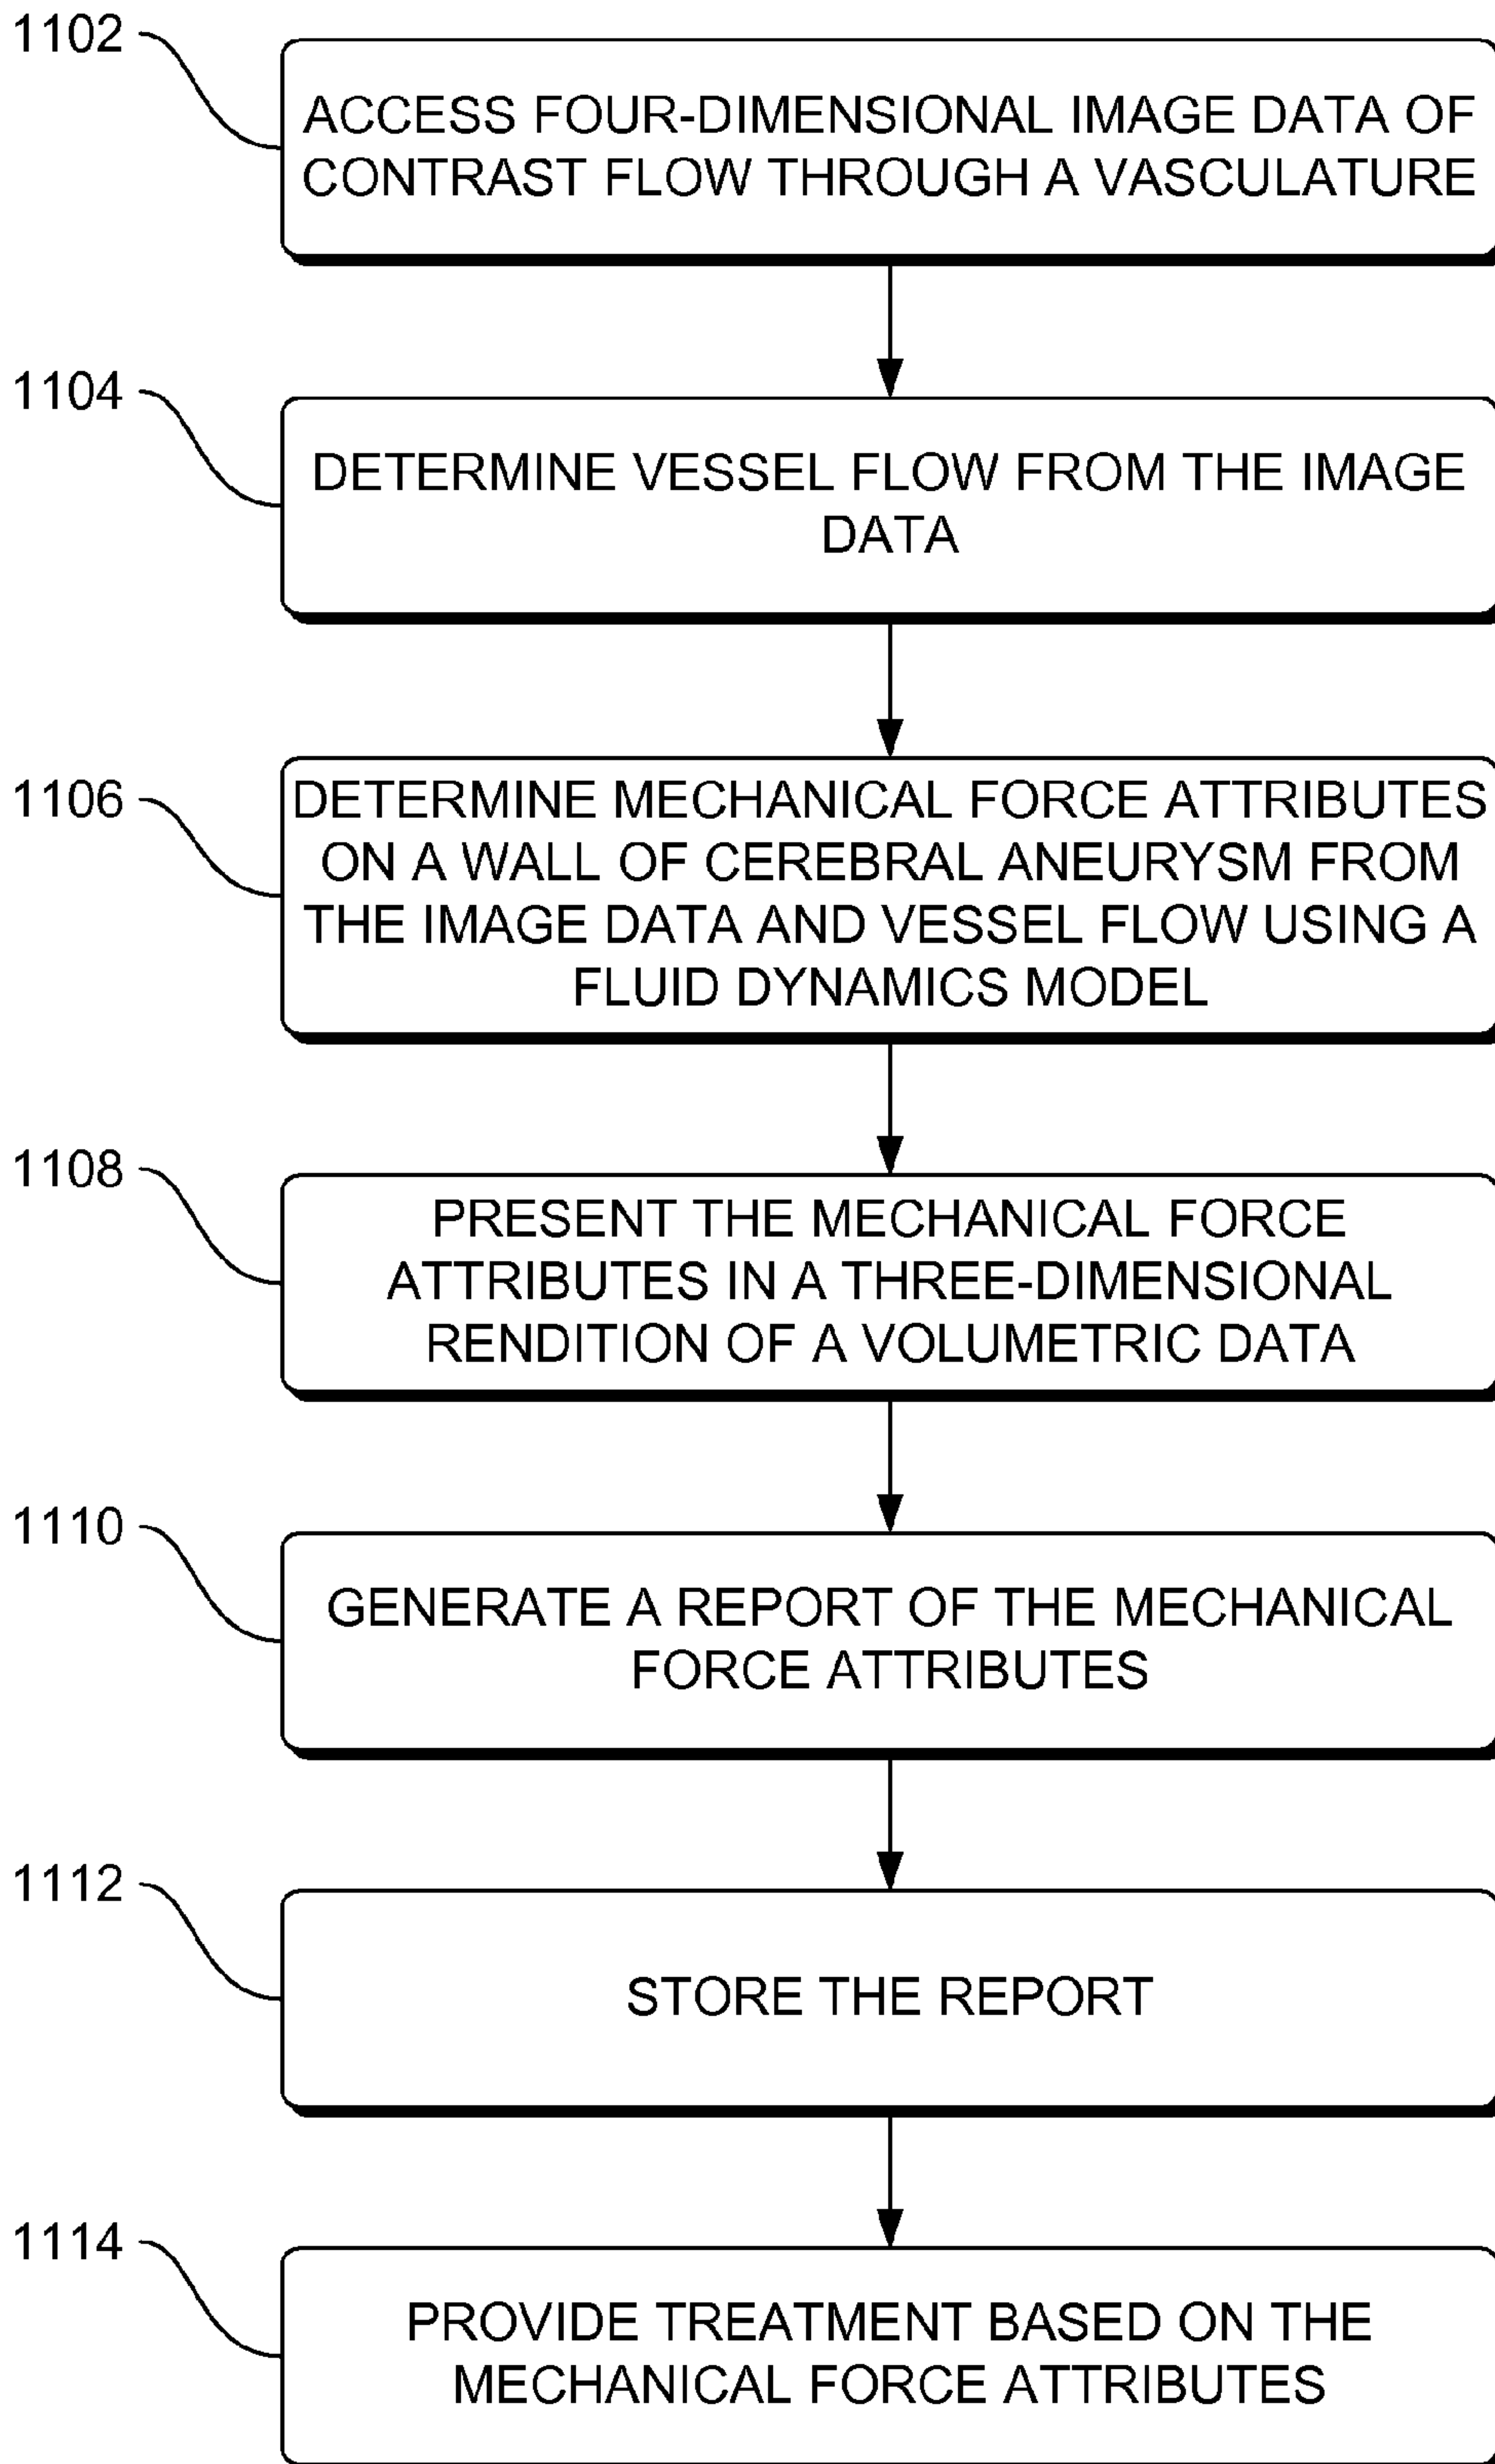 1102
ACCESS FOUR-DIMENSIONAL IMAGE DATA OF
CONTRAST FLOW THROUGH A VASCULATURE
1104
DETERMINE VESSEL FLOW FROM THE IMAGE
DATA
1106
DETERMINE MECHANICAL FORCE ATTRIBUTES
ON A WALL OF CEREBRAL ANEURYSM FROM
THE IMAGE DATA AND VESSEL FLOW USING A
FLUID DYNAMICS MODEL
1108
PRESENT THE MECHANICAL FORCE
ATTRIBUTES IN A THREE-DIMENSIONAL
RENDITION OF A VOLUMETRIC DATA
1110
GENERATE A REPORT OF THE MECHANICAL
FORCE ATTRIBUTES
1112
STORE THE REPORT
1114
PROVIDE TREATMENT BASED ON THE
MECHANICAL FORCE ATTRIBUTES